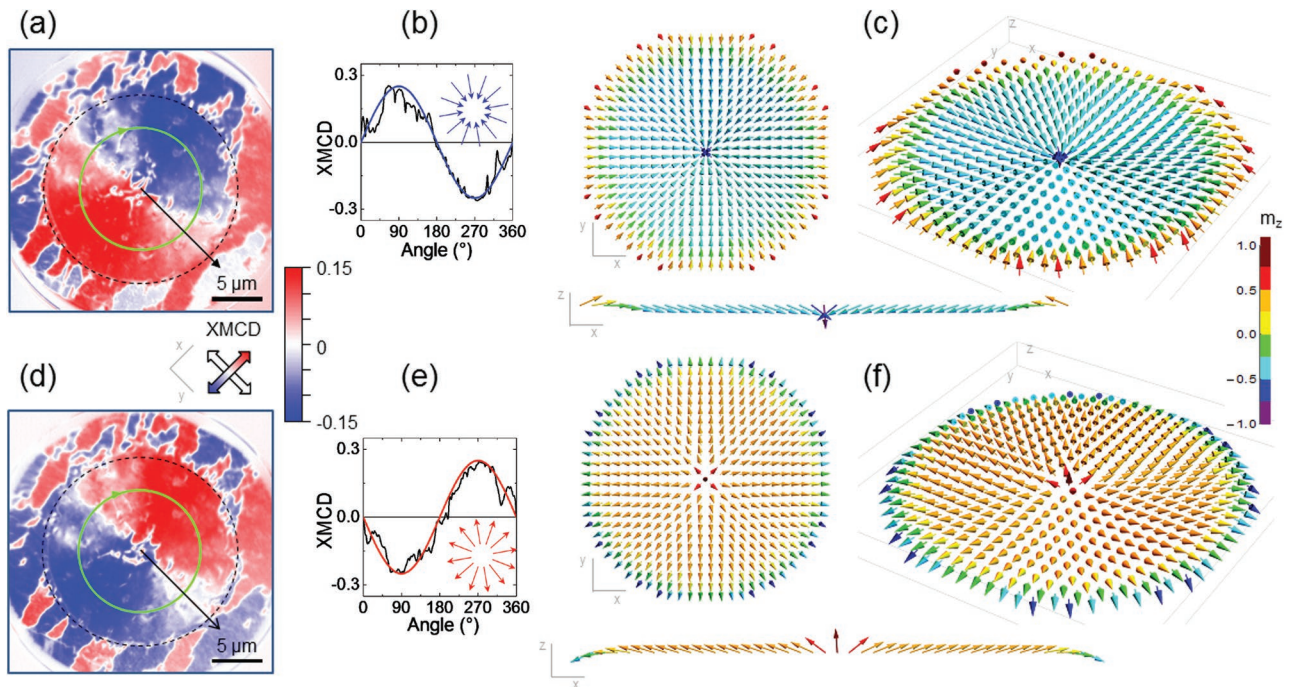 (a)
5 µm
(b)
0.3
0.0
-0.3
XMCD
0 90 180 270 360
Angle (°)
y
x
z
x
(c)
z
y x
m_z
1.0
0.5
0.0
-0.5
-1.0
XMCD
0.15
0
-0.15
x
y
(d)
5 µm
(e)
0.3
0.0
-0.3
XMCD
0 90 180 270 360
Angle (°)
y
x
z
x
(f)
z
y x